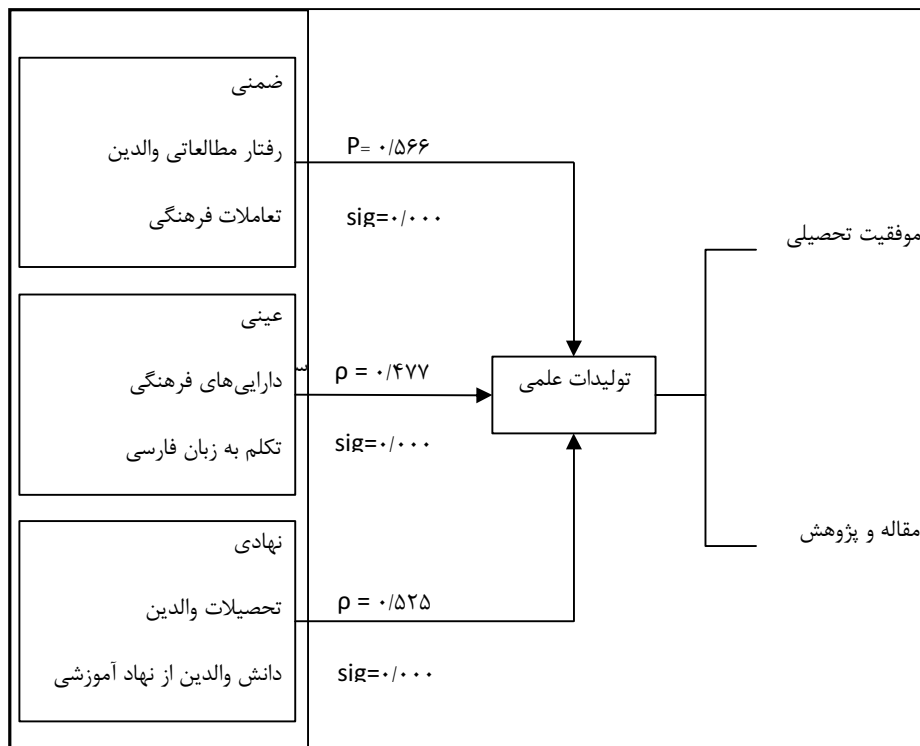 ضمنی
رفتار مطالعاتی والدین
تعاملات فرهنگی
P= ۰/۵۶۶
sig=۰/۰۰۰
عینی
دارایی‌های فرهنگی
تکلم به زبان فارسی
ρ = ۰/۴۷۷
sig=۰/۰۰۰
نهادی
تحصیلات والدین
دانش والدین از نهاد آموزشی
ρ = ۰/۵۲۵
sig=۰/۰۰۰
تولیدات علمی
موفقیت تحصیلی
مقاله و پژوهش